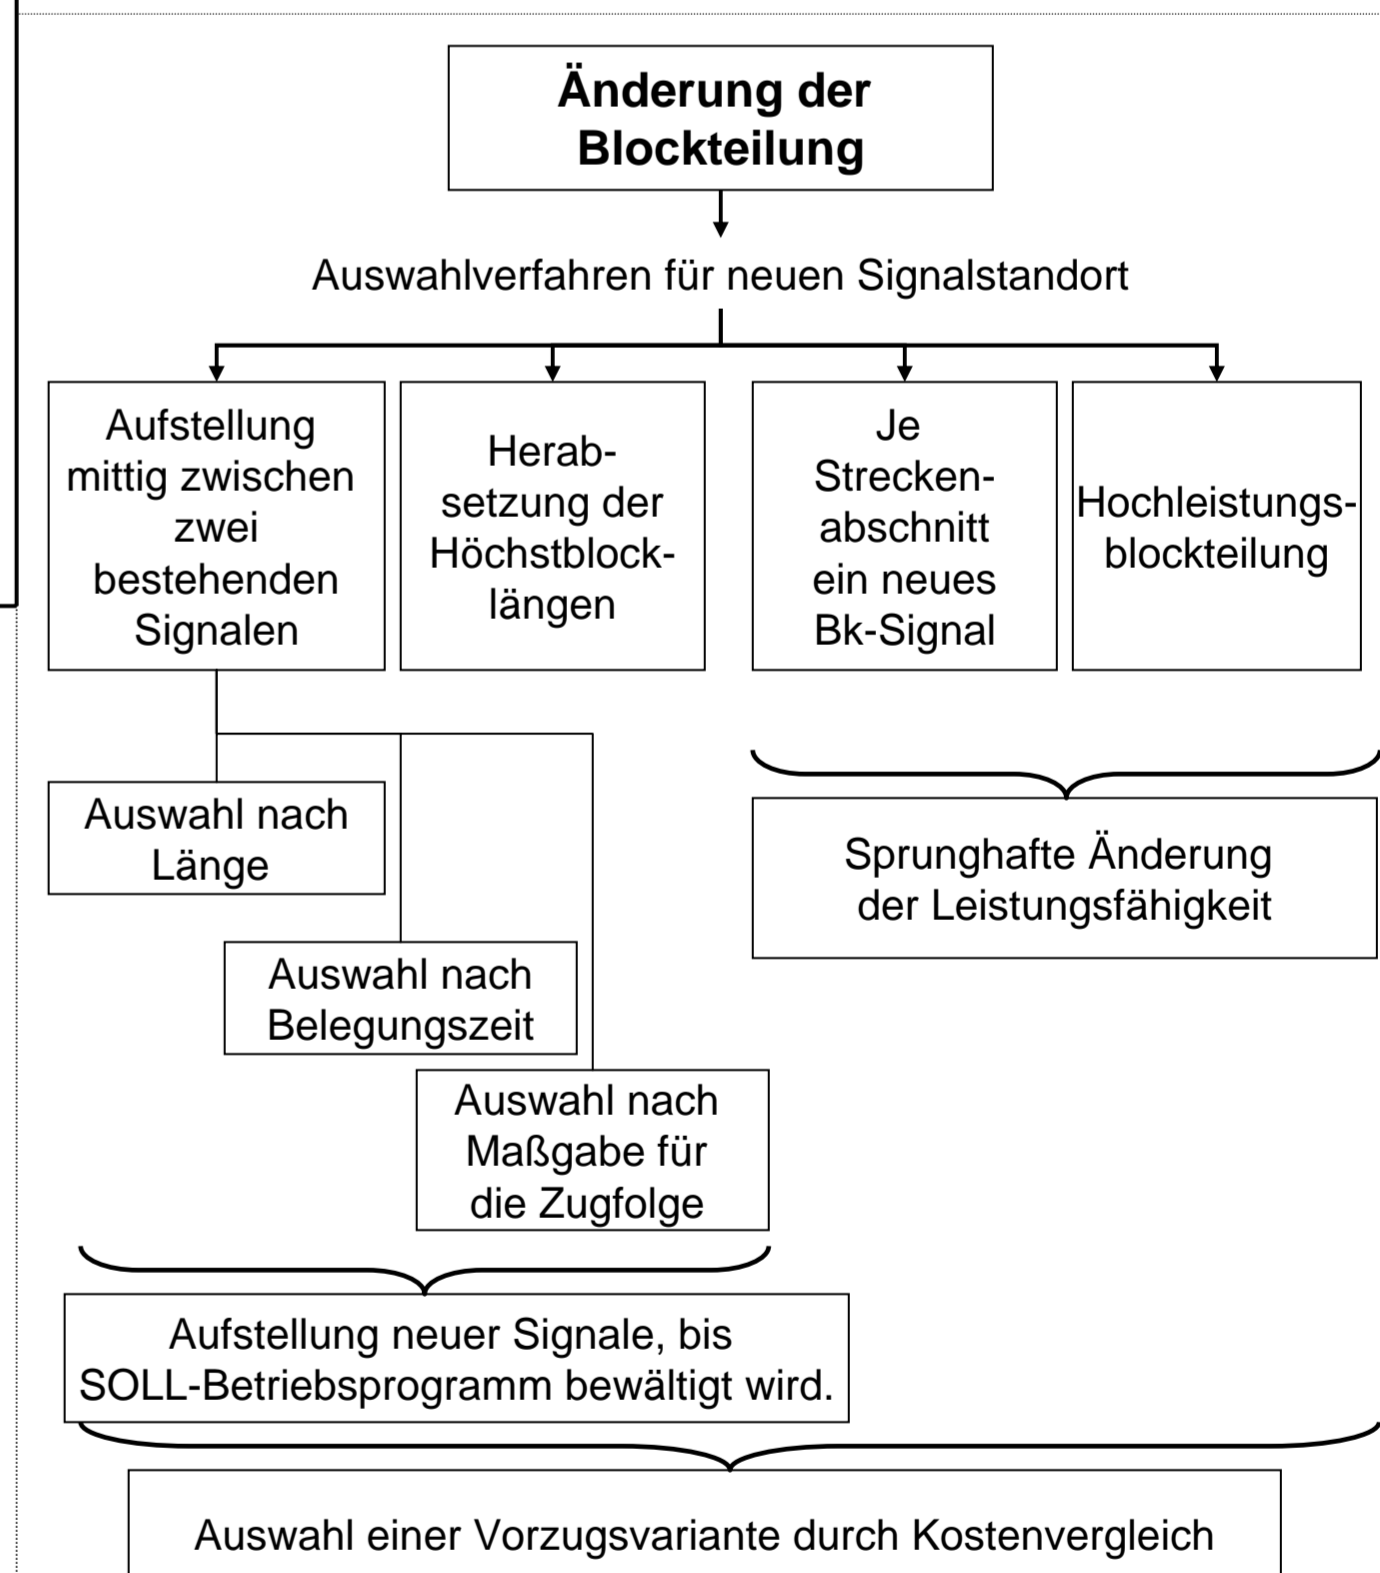 Änderung der
Blockteilung
Auswahlverfahren für neuen Signalstandort
Aufstellung
mittig zwischen
zwei
bestehenden
Signalen
Herab-
setzung der
Höchstblock-
längen
Je
Strecken-
abschnitt
ein neues
Bk-Signal
Hochleistungs-
blockteilung
Auswahl nach
Länge
Sprunghafte Änderung
der Leistungsfähigkeit
Auswahl nach
Belegungszeit
Auswahl nach
Maßgabe für
die Zugfolge
Aufstellung neuer Signale, bis
SOLL-Betriebsprogramm bewältigt wird.
Auswahl einer Vorzugsvariante durch Kostenvergleich